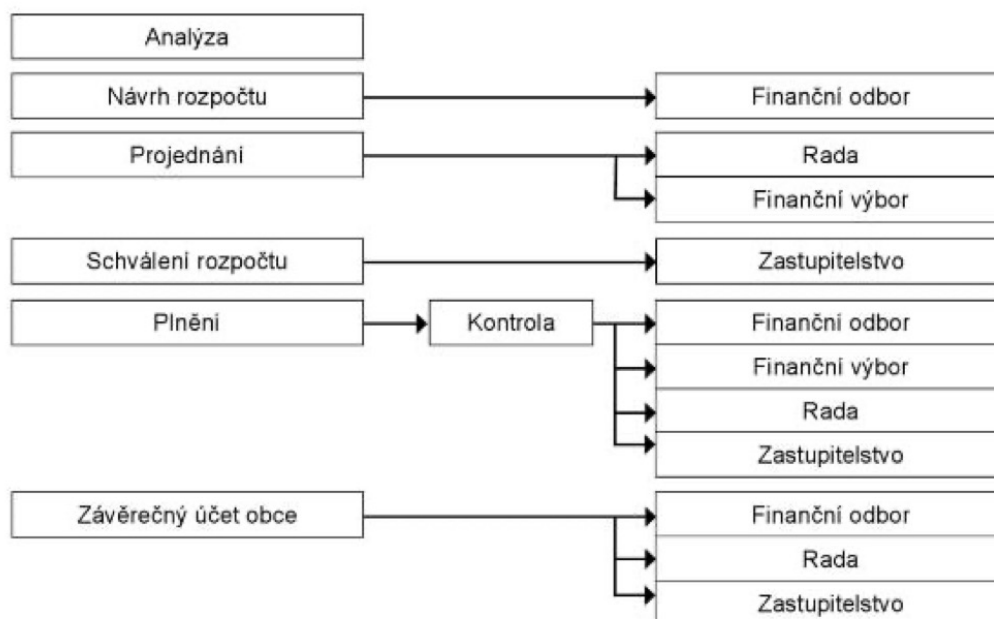 Analýza
Návrh rozpočtu
Finanční odbor
Projednání
Rada
Finanční výbor
Schválení rozpočtu
Zastupitelstvo
Plněni
Kontrola
Finanční odbor
Finanční výbor
Rada
Zastupitelstvo
Závěrečný účet obce
Finanční odbor
Rada
Zastupitelstvo